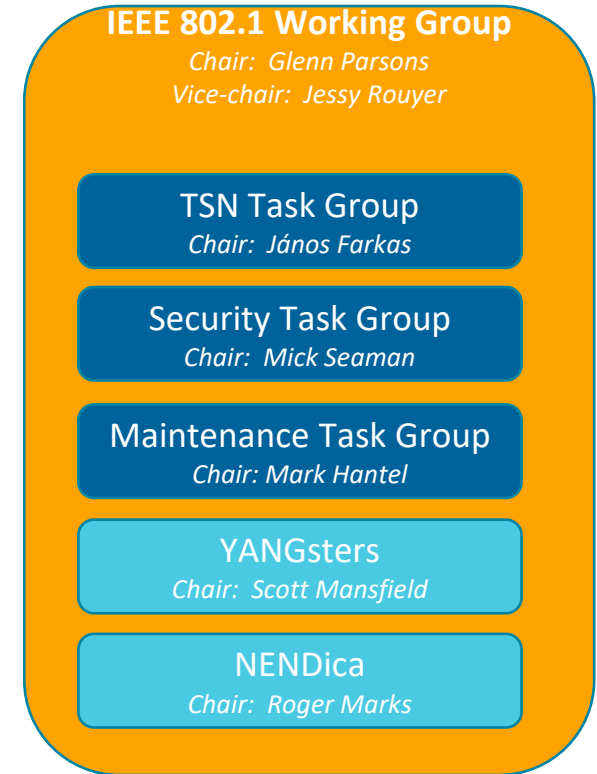 IEEE 802.1 Working Group
Chair:  Glenn Parsons
Vice-chair:  Jessy Rouyer
TSN Task Group
Chair:  János Farkas
Security Task Group
Chair:  Mick Seaman
Maintenance Task Group
Chair: Mark Hantel
YANGsters
Chair:  Scott Mansfield
NENDica
Chair:  Roger Marks